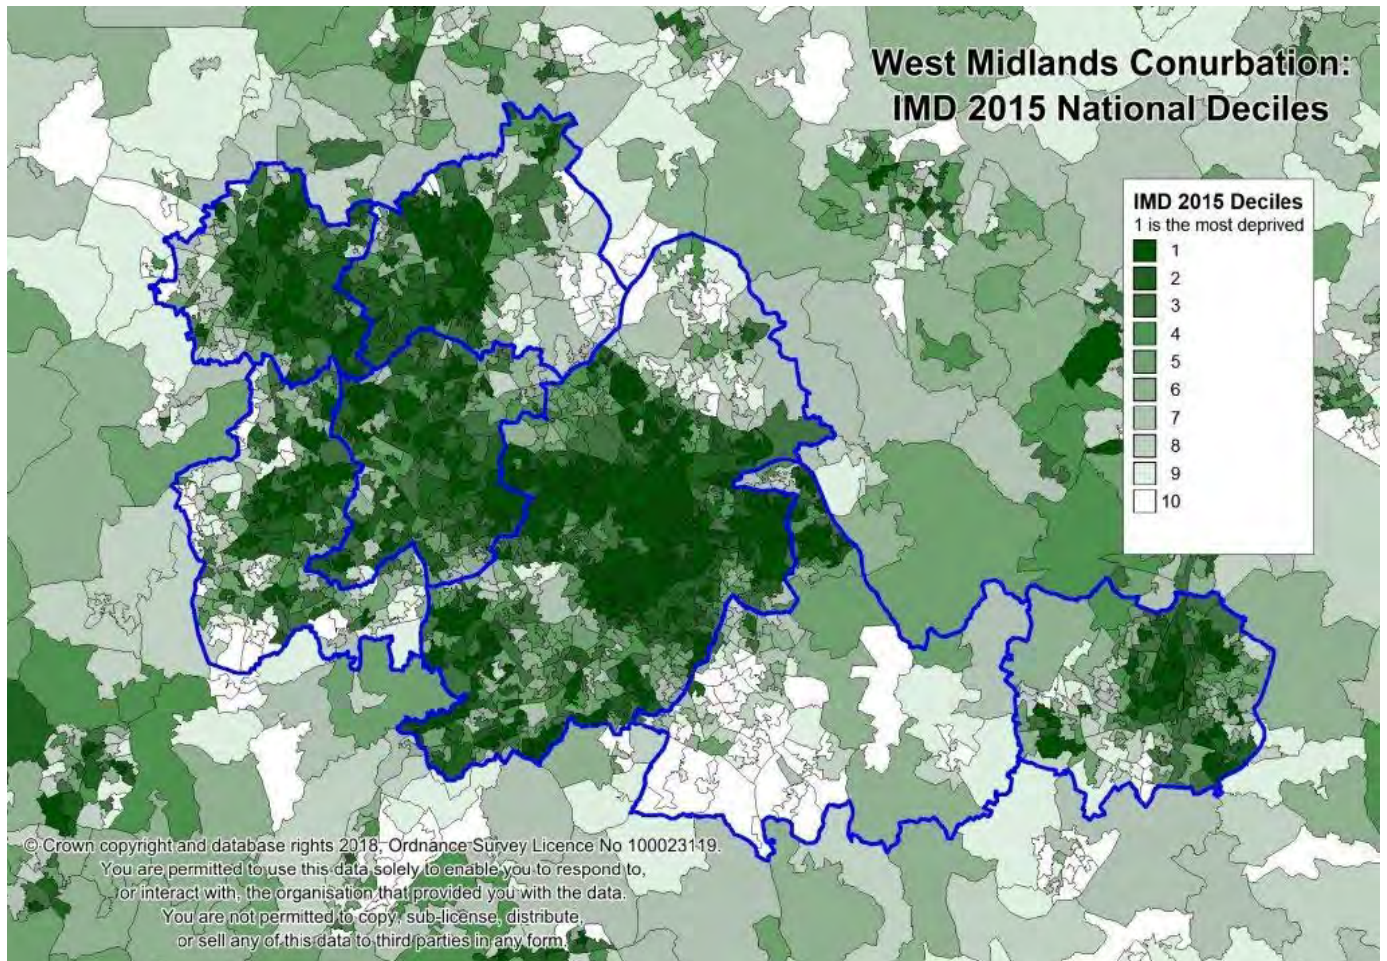 West Midlands Conurbation:
IMD 2015 National Deciles
IMD 2015 Deciles
1 is the most deprived
1
2
3
4
5
6
7
8
9
10
© Crown copyright and database rights 2018, Ordnance Survey Licence No 100023119.
You are permitted to use this data solely to enable you to respond to,
or interact with, the organisation that provided you with the data.
You are not permitted to copy, sub-license, distribute,
or sell any of this data to third parties in any form.